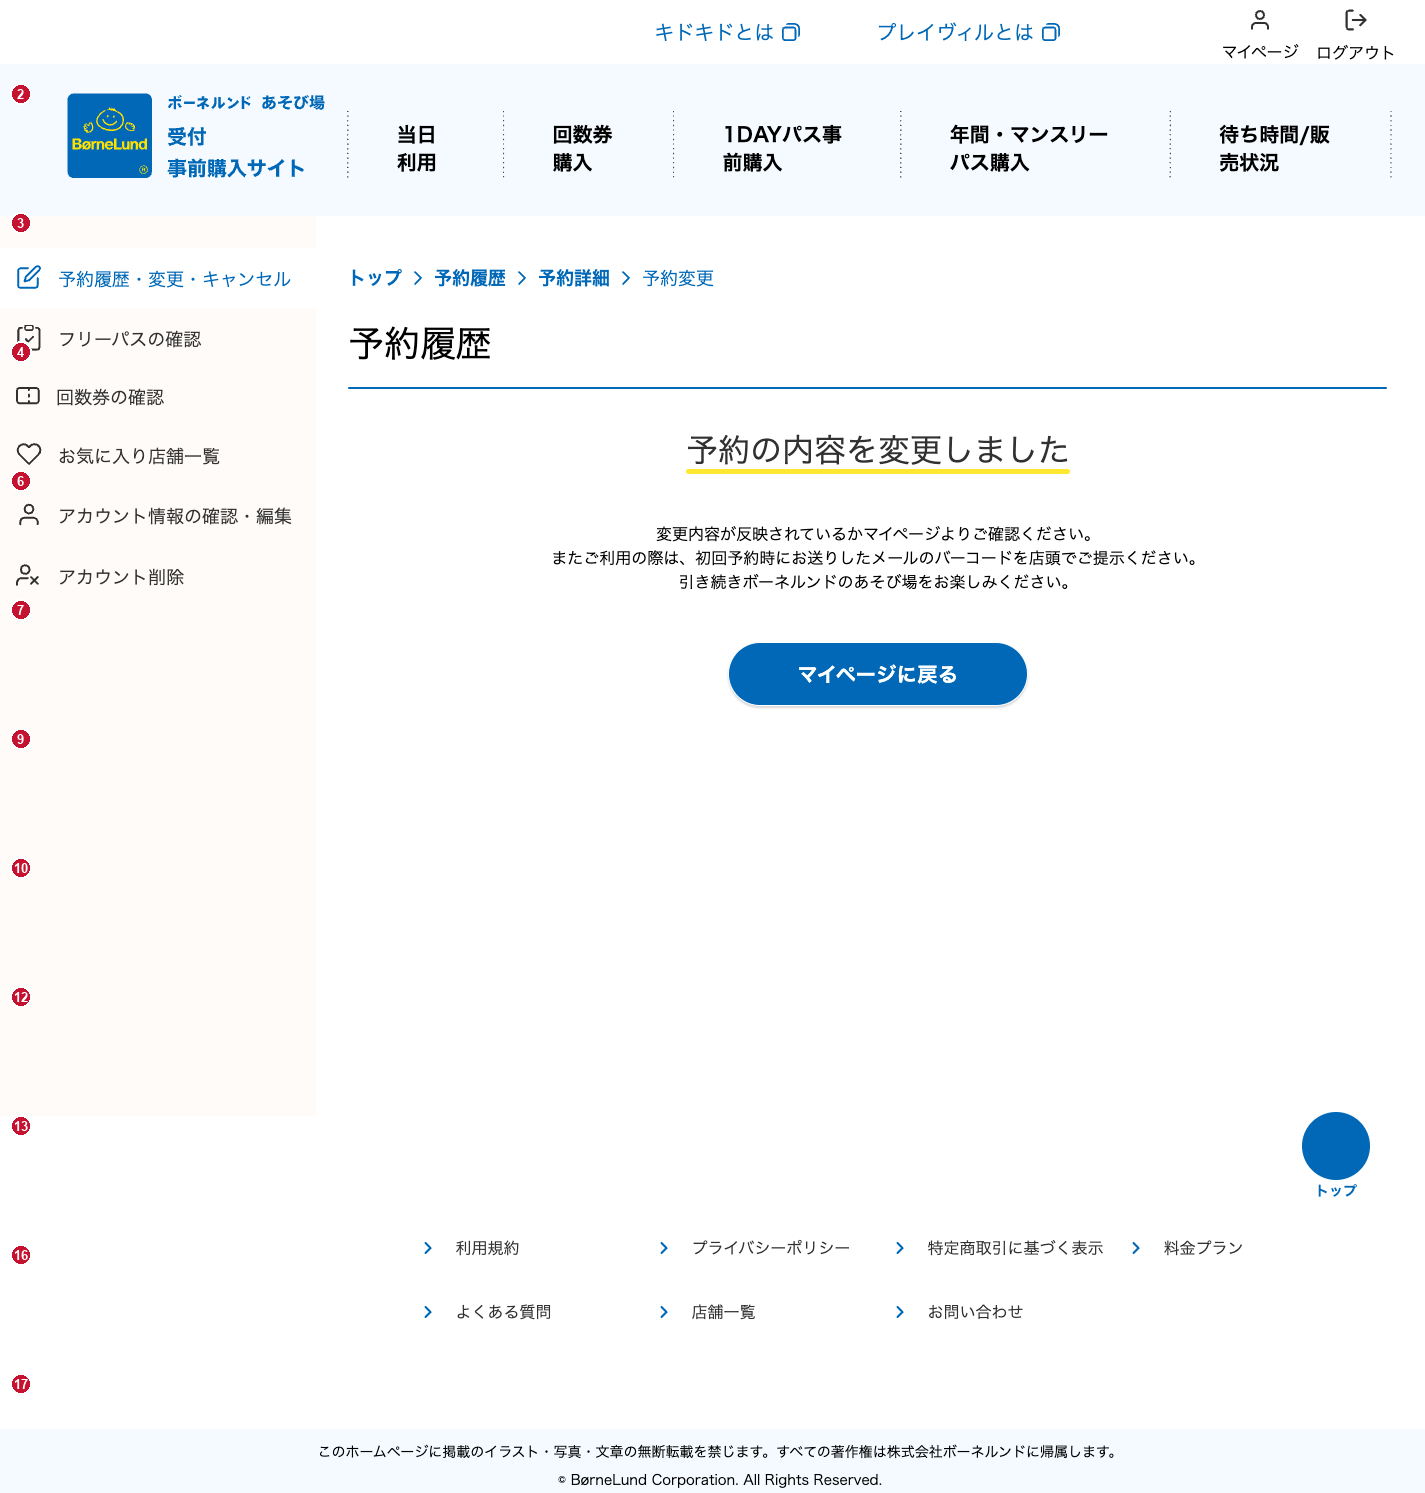 キドキドとは
プレイヴィルとは
マイページ
ログアウト
2
BørneLund
®
ボーネルンド あそび場
受付
事前購入サイト
当日
利用
回数券
購入
1DAYパス事
前購入
年間・マンスリー
パス購入
待ち時間/販
売状況
3
予約履歴・変更・キャンセル
フリーパスの確認
4
回数券の確認
お気に入り店舗一覧
6
アカウント情報の確認・編集
アカウント削除
7
9
10
12
13
16
17
トップ
予約履歴
予約詳細
予約変更
予約履歴
予約の内容を変更しました
変更内容が反映されているかマイページよりご確認ください。
またご利用の際は、初回予約時にお送りしたメールのバーコードを店頭でご提示ください。
引き続きボーネルンドのあそび場をお楽しみください。
マイページに戻る
トップ
利用規約
プライバシーポリシー
特定商取引に基づく表示
料金プラン
よくある質問
店舗一覧
お問い合わせ
このホームページに掲載のイラスト・写真・文章の無断転載を禁じます。すべての著作権は株式会社ボーネルンドに帰属します。
© BørneLund Corporation. All Rights Reserved.